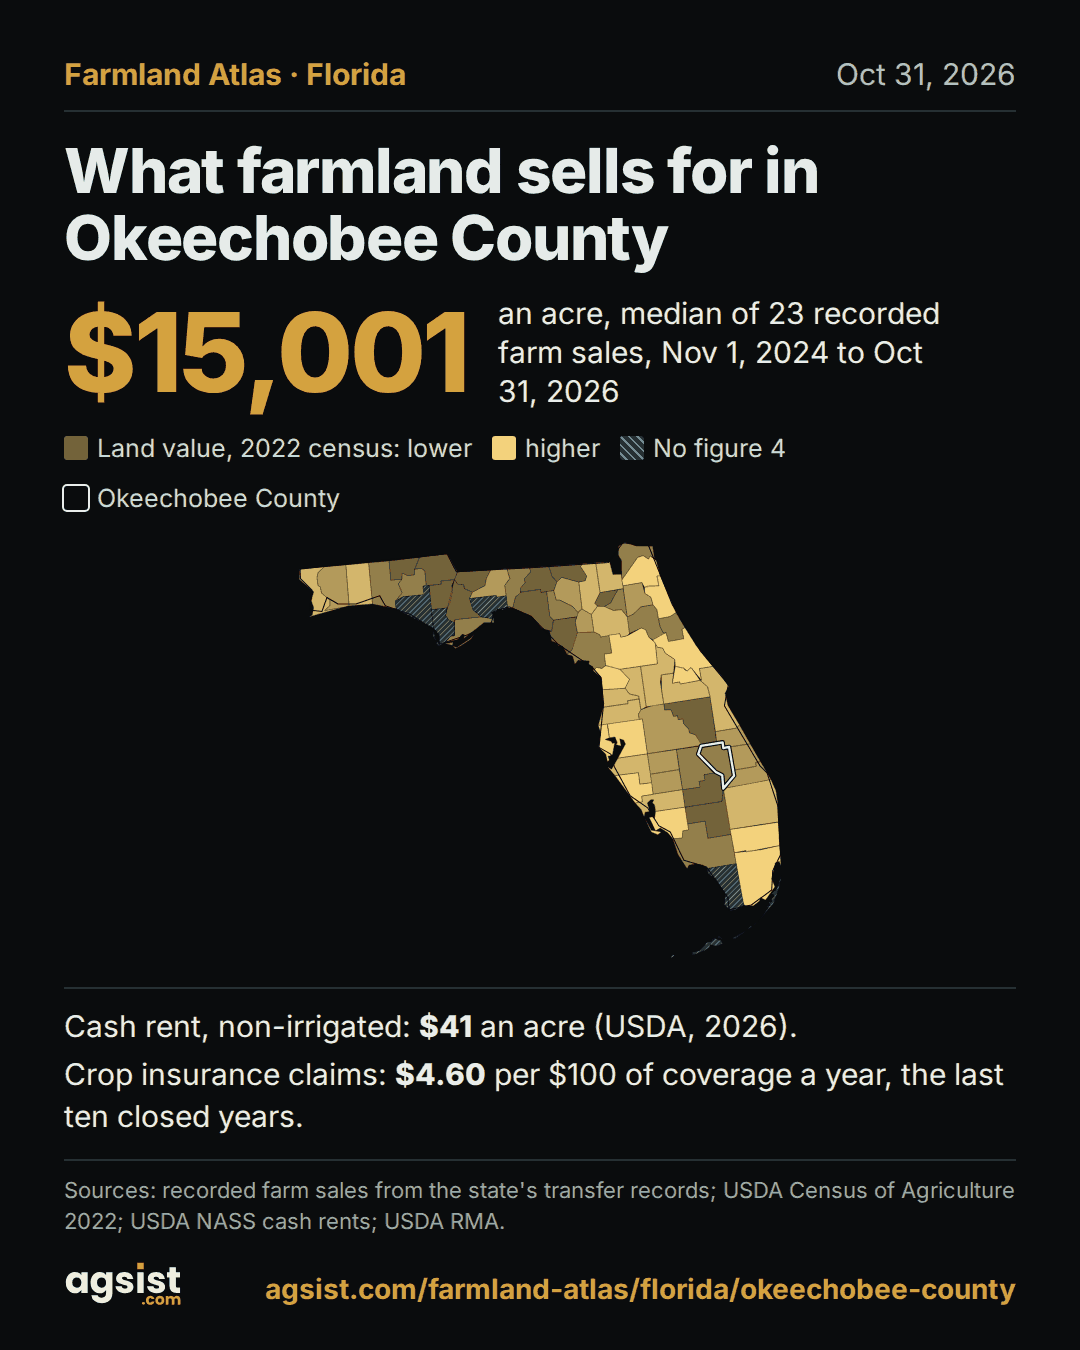 Farmland Atlas · Florida
Oct 31, 2026
What farmland sells for in
Okeechobee County
$15,001
an acre, median of 23 recorded
farm sales, Nov 1, 2024 to Oct
31, 2026
Land value, 2022 census: lower
higher
No figure 4
Okeechobee County
Cash rent, non-irrigated: $41 an acre (USDA, 2026).
Crop insurance claims: $4.60 per $100 of coverage a year, the last
ten closed years.
Sources: recorded farm sales from the state's transfer records; USDA Census of Agriculture
2022; USDA NASS cash rents; USDA RMA.
agsist
.com
agsist.com/farmland-atlas/florida/okeechobee-county